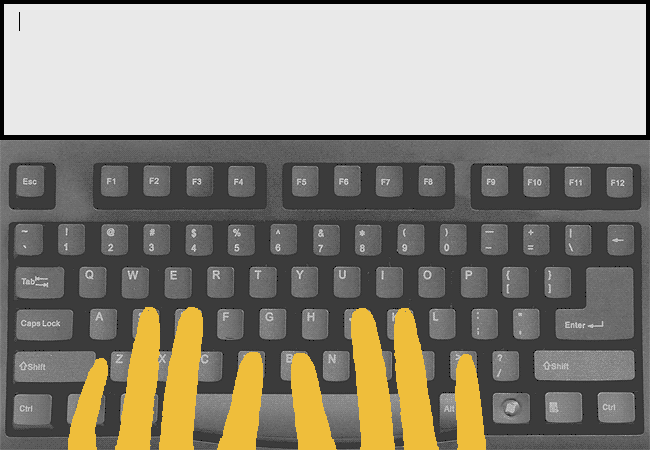 Esc F1 F2 F3 F4 F5 F6 F7 F8 F9 F10 F11 F12
~ ! @ # $ % ^ & * ( ) — + |
` 1 2 3 4 5 6 7 8 9 0 - = \ ←
Tab Q W E R T Y U I O P { }
[ ]
Caps Lock A F G H K L : "
; ' Enter
⇧Shift Z X C B N > ? ⇧Shift
/
Ctrl Alt Ctrl